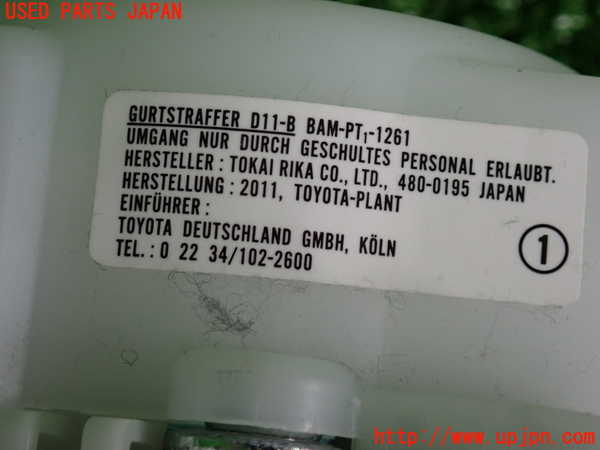 USED PARTS JAPAN
GURTSTRAFFER D11-B BAM-PT₁-1261
UMGANG NUR DURCH GESCHULTES PERSONAL ERLAUBT.
HERSTELLER : TOKAI RIKA CO., LTD., 480-0195 JAPAN
HERSTELLUNG : 2011, TOYOTA-PLANT
EINFÜHRER :
TOYOTA DEUTSCHLAND GMBH, KÖLN
TEL. : 0 22 34/102-2600
1
http://www.upjpn.com/